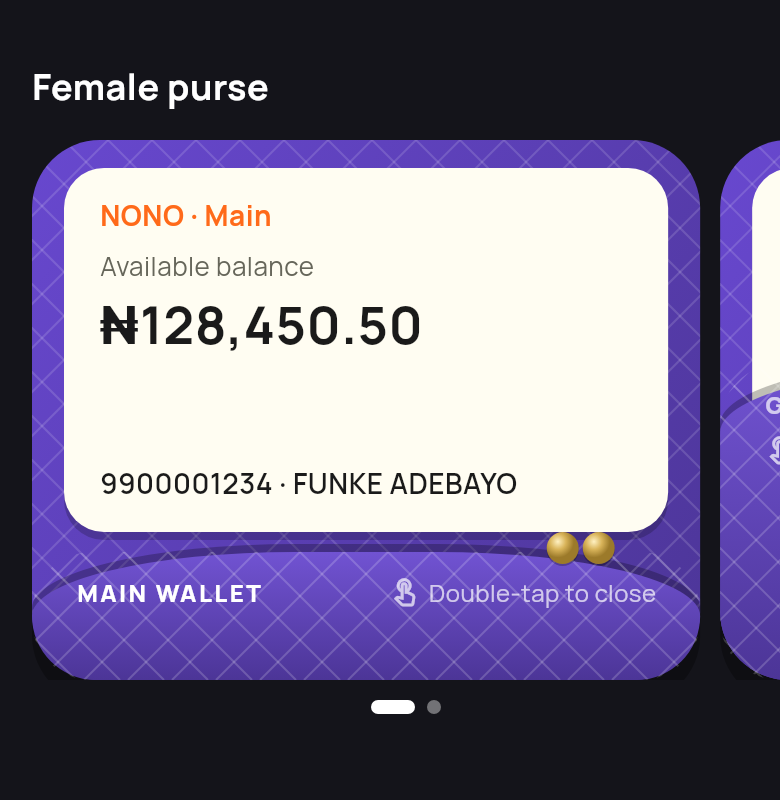 Female purse
NONO · Main
Available balance
₦128,450.50
9900001234 · FUNKE ADEBAYO
MAIN WALLET
Double-tap to close